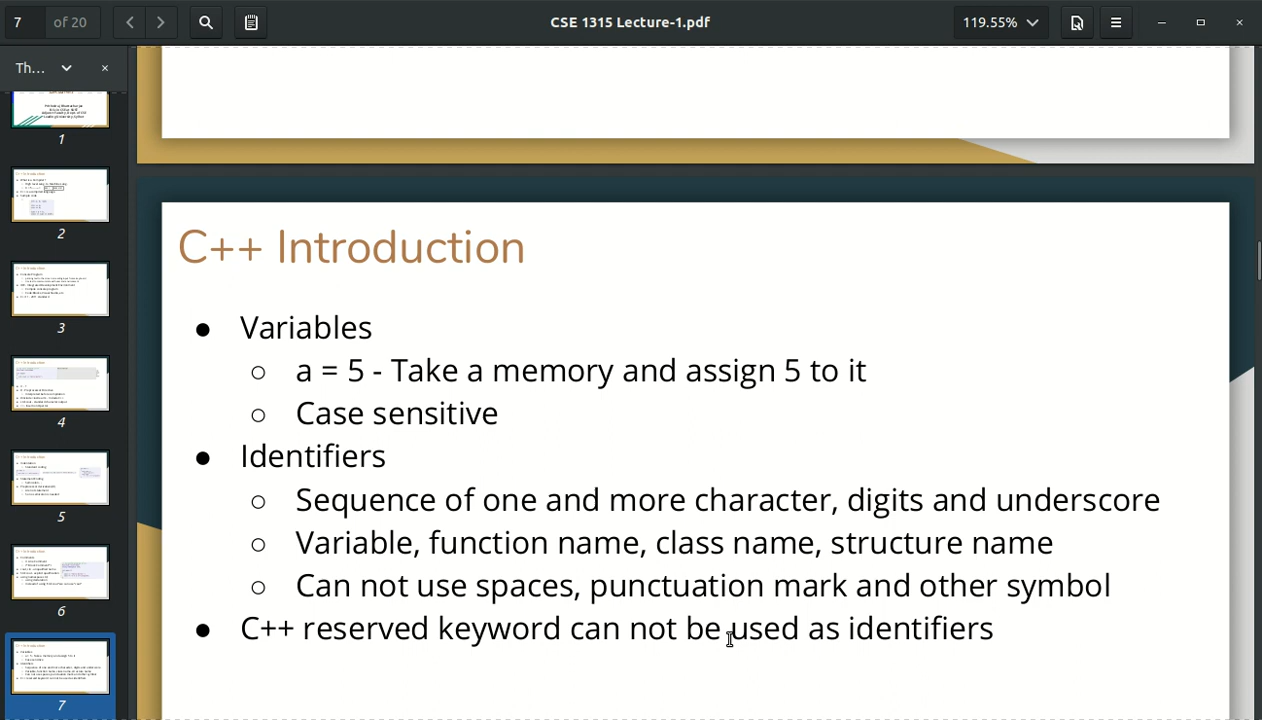 7 of 20
CSE 1315 Lecture-1.pdf
119.55%
Th...
1
2
3
4
5
6
7
C++ Introduction
● Variables
○ a = 5 - Take a memory and assign 5 to it
○ Case sensitive
● Identifiers
○ Sequence of one and more character, digits and underscore
○ Variable, function name, class name, structure name
○ Can not use spaces, punctuation mark and other symbol
● C++ reserved keyword can not be used as identifiers